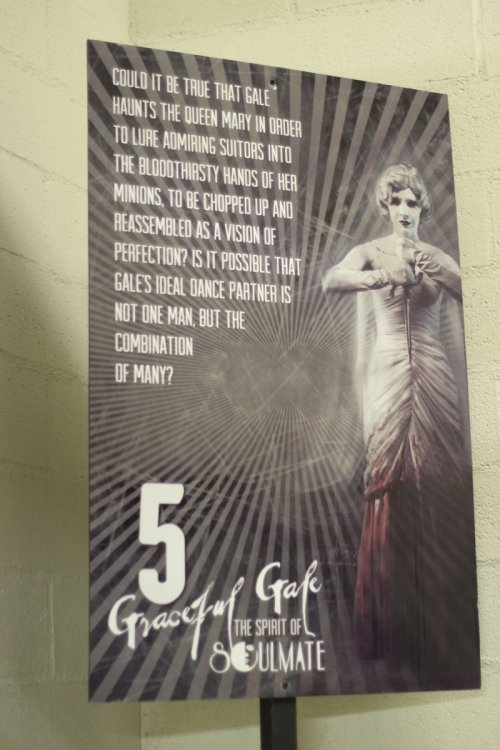 COULD IT BE TRUE THAT GALE
HAUNTS THE QUEEN MARY IN ORDER
TO LURE ADMIRING SUITORS INTO
THE BLOODTHIRSTY HANDS OF HER
MINIONS, TO BE CHOPPED UP AND
REASSEMBLED AS A VISION OF
PERFECTION? IS IT POSSIBLE THAT
GALE'S IDEAL DANCE PARTNER IS
NOT ONE MAN, BUT THE
COMBINATION
OF MANY?
5
Graceful Gale
THE SPIRIT OF
SOULMATE